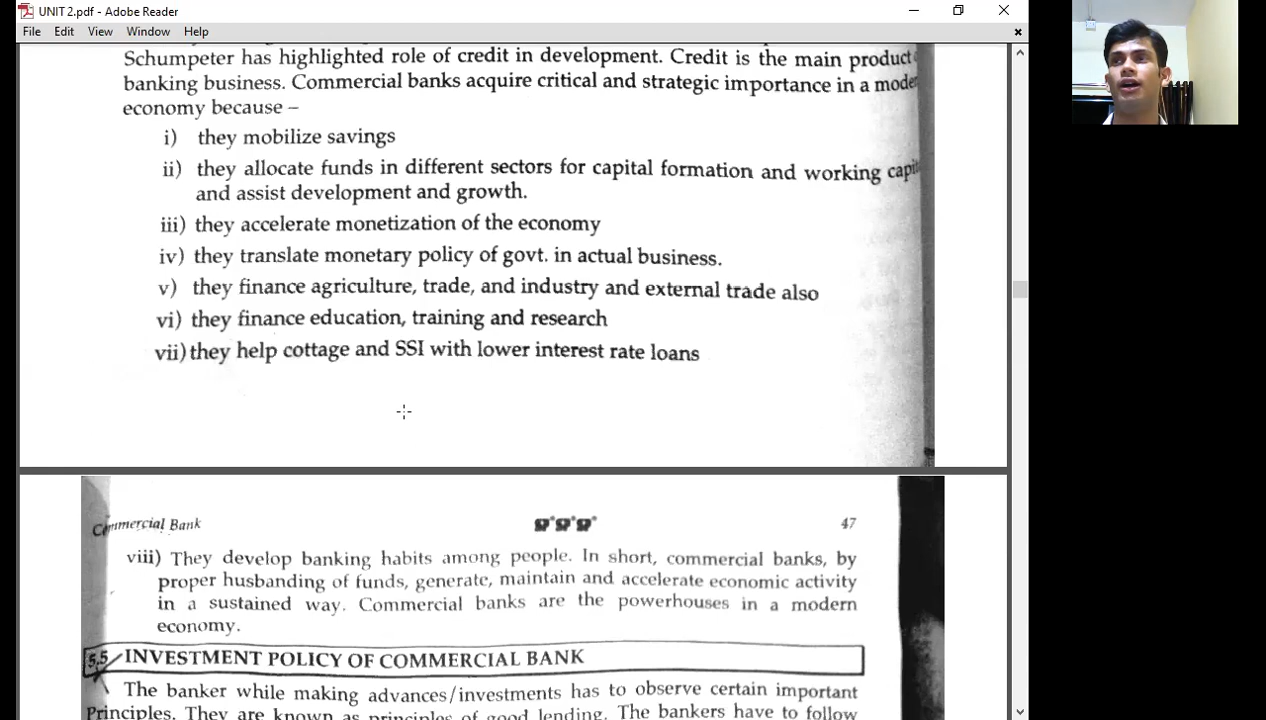 UNIT 2.pdf - Adobe Reader
File Edit View Window Help
Schumpeter has highlighted role of credit in development. Credit is the main product
banking business. Commercial banks acquire critical and strategic importance in a
economy because –
i) they mobilize savings
ii) they allocate funds in different sectors for capital formation and working
and assist development and growth.
iii) they accelerate monetization of the economy
iv) they translate monetary policy of govt. in actual business.
v) they finance agriculture, trade, and industry and external trade also
vi) they finance education, training and research
vii) they help cottage and SSI with lower interest rate loans
Commercial Bank 47
viii) They develop banking habits among people. In short, commercial banks, by
proper husbanding of funds, generate, maintain and accelerate economic activity
in a sustained way. Commercial banks are the powerhouses in a modern
economy.
5.5 INVESTMENT POLICY OF COMMERCIAL BANK
The banker while making advances/investments has to observe certain important
Principles. They are known as principles of good lending. The bankers have to follow